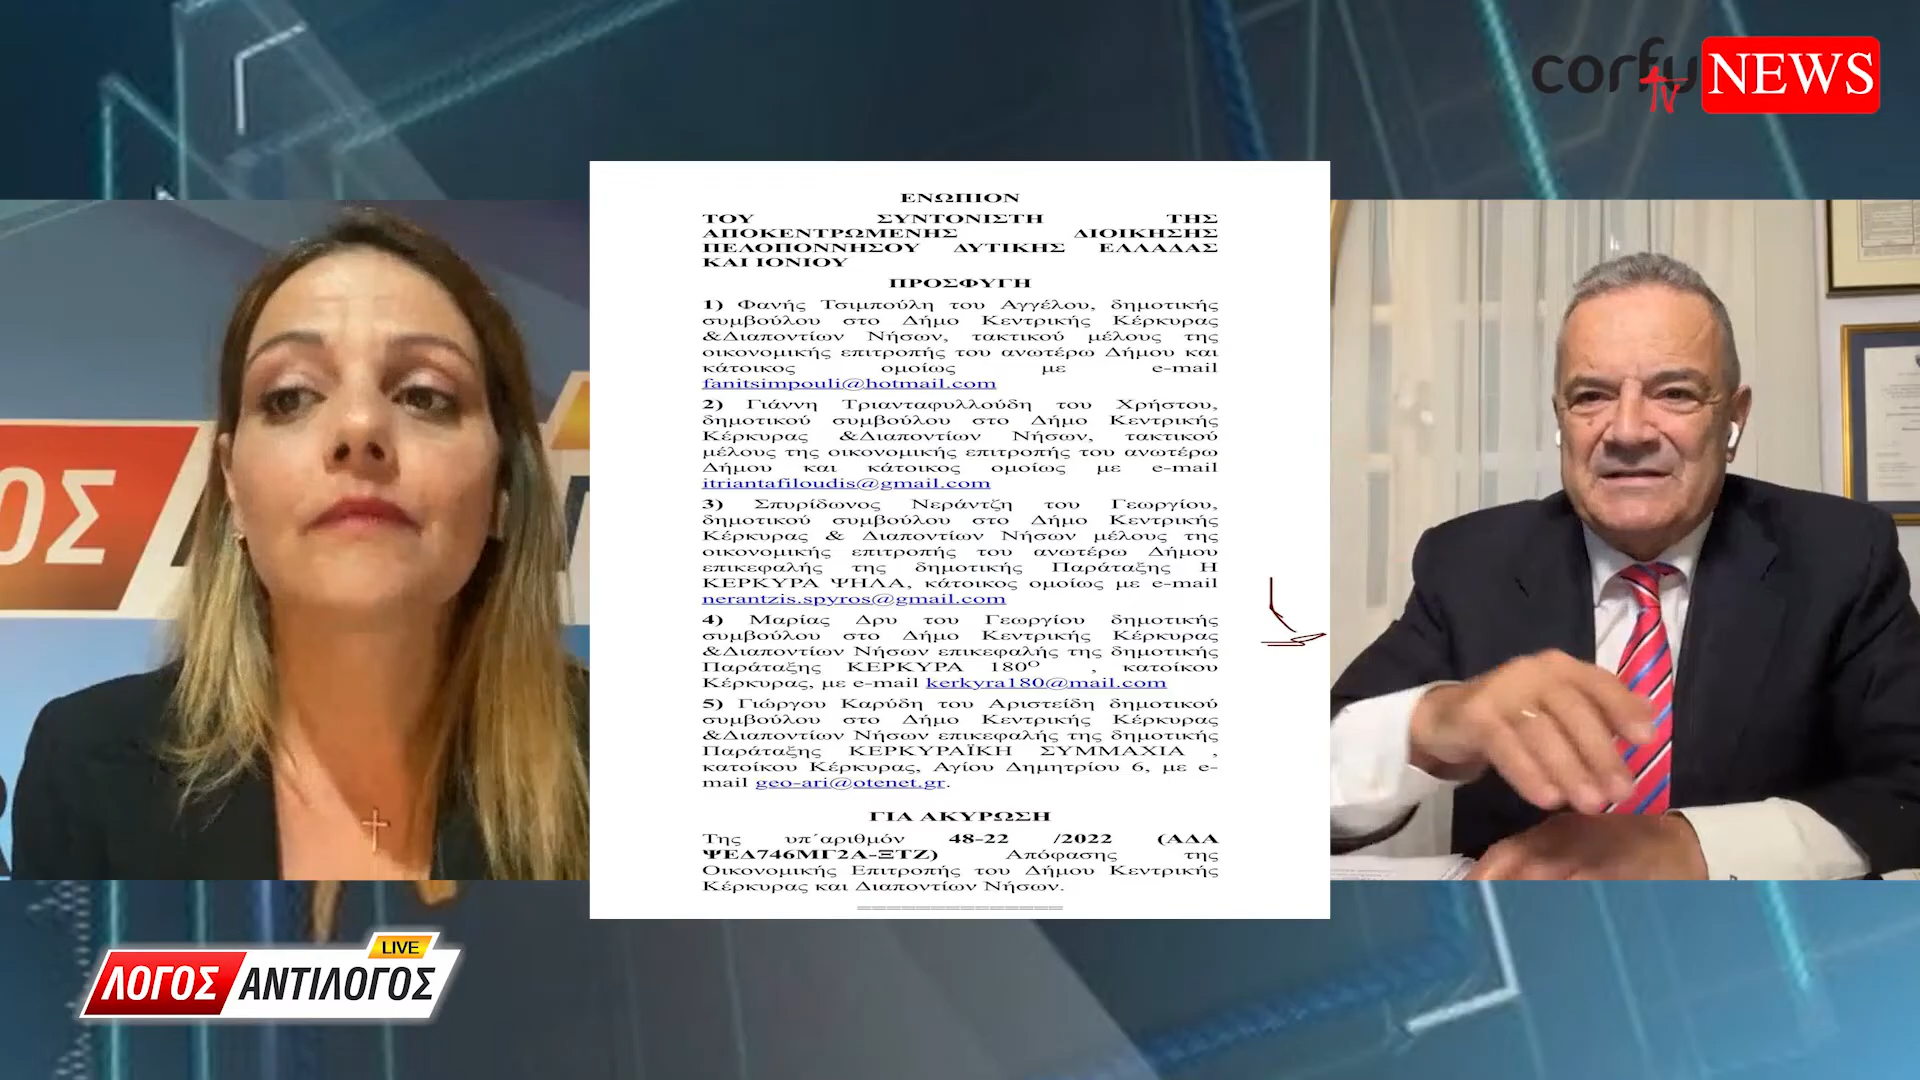 corfu
tv
NEWS
ΕΝΩΠΙΟΝ
ΤΟΥ ΣΥΝΤΟΝΙΣΤΗ ΤΗΣ
ΑΠΟΚΕΝΤΡΩΜΕΝΗΣ ΔΙΟΙΚΗΣΗΣ
ΠΕΛΟΠΟΝΝΗΣΟΥ ΔΥΤΙΚΗΣ ΕΛΛΑΔΑΣ
ΚΑΙ ΙΟΝΙΟΥ
ΠΡΟΣΦΥΓΗ
1) Φανής Τσιμπούλη του Αγγέλου, δημοτικής
συμβούλου στο Δήμο Κεντρικής Κέρκυρας
&Διαποντίων Νήσων, τακτικού μέλους της
οικονομικής επιτροπής του ανωτέρω Δήμου και
κάτοικος ομοίως με e-mail
fanitsimpouli@hotmail.com
2) Γιάννη Τριανταφυλλούδη του Χρήστου,
δημοτικού συμβούλου στο Δήμο Κεντρικής
Κέρκυρας &Διαποντίων Νήσων, τακτικού
μέλους της οικονομικής επιτροπής του ανωτέρω
Δήμου και κάτοικος ομοίως με e-mail
itriantafiloudis@gmail.com
3) Σπυρίδωνος Νεράντζη του Γεωργίου,
δημοτικού συμβούλου στο Δήμο Κεντρικής
Κέρκυρας & Διαποντίων Νήσων μέλους της
οικονομικής επιτροπής του ανωτέρω Δήμου
επικεφαλής της δημοτικής Παράταξης Η
ΚΕΡΚΥΡΑ ΨΗΛΑ, κάτοικος ομοίως με e-mail
nerantzis.spyros@gmail.com
4) Μαρίας Δρυ του Γεωργίου δημοτικής
συμβούλου στο Δήμο Κεντρικής Κέρκυρας
&Διαποντίων Νήσων επικεφαλής της δημοτικής
Παράταξης ΚΕΡΚΥΡΑ 180Ο , κατοίκου
Κέρκυρας, με e-mail kerkyra180@mail.com
5) Γιώργου Καρύδη του Αριστείδη δημοτικού
συμβούλου στο Δήμο Κεντρικής Κέρκυρας
&Διαποντίων Νήσων επικεφαλής της δημοτικής
Παράταξης ΚΕΡΚΥΡΑΪΚΗ ΣΥΜΜΑΧΙΑ ,
κατοίκου Κέρκυρας, Αγίου Δημητρίου 6, με e-
mail geo-ari@otenet.gr.
ΓΙΑ ΑΚΥΡΩΣΗ
Της υπ΄αριθμόν 48-22 /2022 (ΑΔΑ
ΨΕΔ746ΜΓ2Α-ΞΤΖ) Απόφασης της
Οικονομικής Επιτροπής του Δήμου Κεντρικής
Κέρκυρας και Διαποντίων Νήσων.
ΟΣ
LIVE
ΛΟΓΟΣ ΑΝΤΙΛΟΓΟΣ